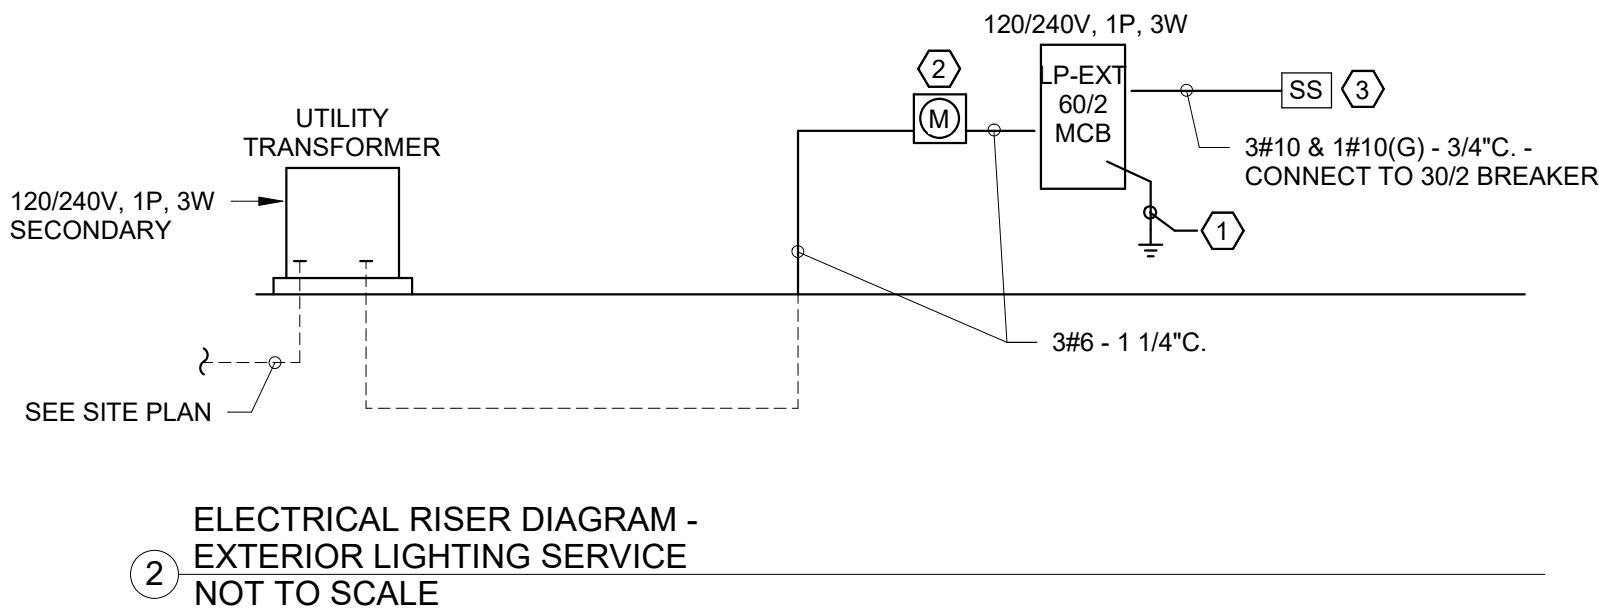 120/240V, 1P, 3W
2
LP-EXT
60/2
MCB
M
SS
3
UTILITY
TRANSFORMER
3#10 & 1#10(G) - 3/4"C. -
CONNECT TO 30/2 BREAKER
120/240V, 1P, 3W
SECONDARY
1
3#6 - 1 1/4"C.
SEE SITE PLAN
2
ELECTRICAL RISER DIAGRAM -
EXTERIOR LIGHTING SERVICE
NOT TO SCALE